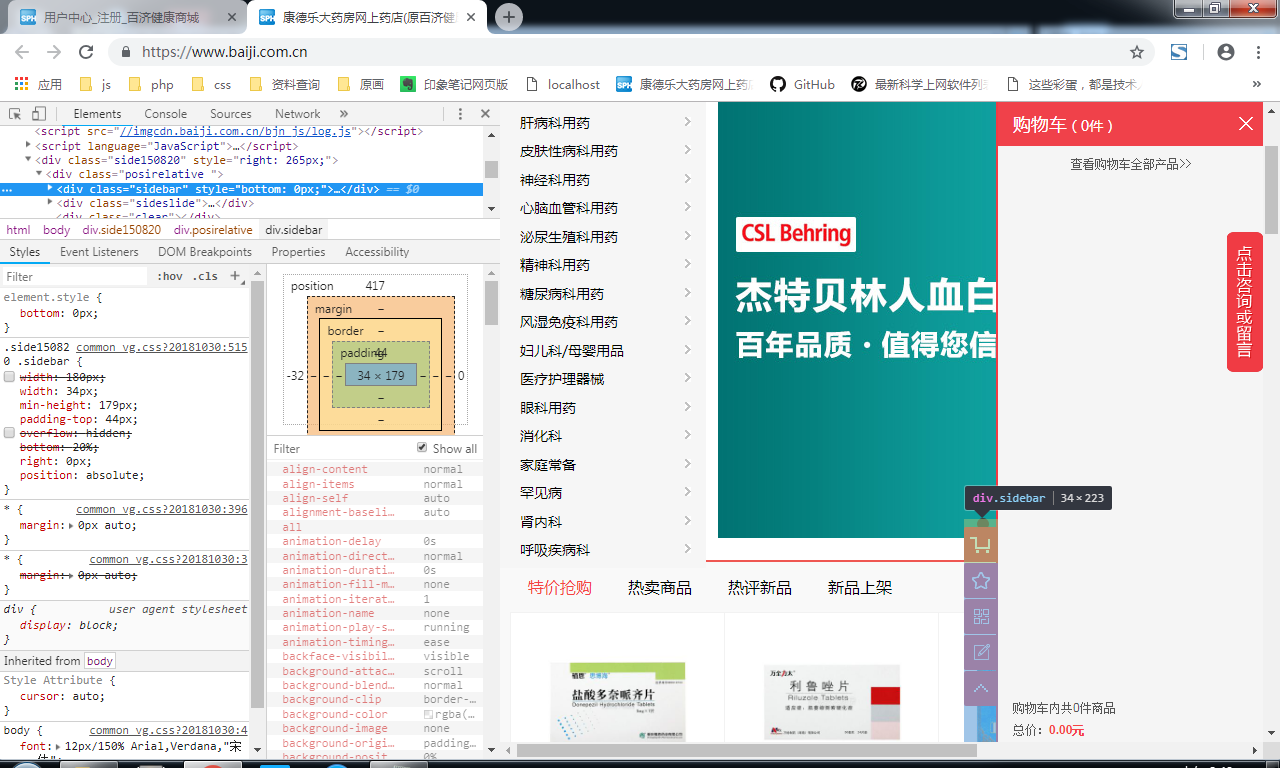 用户中心_注册_百济健康商城
康德乐大药房网上药店(原百济健
https://www.baiji.com.cn
应用
js
php
css
资料查询
原画
印象笔记网页版
localhost
康德乐大药房网上药店
GitHub
最新科学上网软件列
这些彩蛋，都是技术人
Elements
Console
Sources
Network
<script src="//imgcdn.baiji.com.cn/bjn_js/log.js"></script>
<script language="JavaScript">…</script>
<div class="side150820" style="right: 265px;">
<div class="posirelative ">
<div class="sidebar" style="bottom: 0px;">…</div> == $0
<div class="sideslide">…</div>
<div class="clear"></div>
html body div.side150820 div.posirelative div.sidebar
Styles
Event Listeners
DOM Breakpoints
Properties
Accessibility
Filter
:hov .cls +
element.style {
bottom: 0px;
}
.side15082 common_vg.css?20181030:15
0 .sidebar {
width: 180px;
width: 34px;
min-height: 179px;
padding-top: 44px;
overflow: hidden;
bottom: 20%;
right: 0px;
position: absolute;
}
* { common_vg.css?20181030:396
margin: 0px auto;
}
* { common_vg.css?20181030:3
margin: 0px auto;
}
div { user agent stylesheet
display: block;
}
Inherited from body
Style Attribute {
cursor: auto;
}
body { common_vg.css?20181030:4
font: 12px/150% Arial,Verdana,"宋
position 417
margin –
border –
padding 44
-32 – – – 34 × 179 – – – 0
–
–
Filter
Show all
align-content normal
align-items normal
align-self auto
alignment-baseli… auto
all
animation-delay 0s
animation-direct… normal
animation-durati… 0s
animation-fill-m… none
animation-iterat… 1
animation-name none
animation-play-s… running
animation-timing… ease
backface-visibil… visible
background-attac… scroll
background-blend… normal
background-clip border-…
background-color rgba(…
background-image none
background-origi… padding…
background-posit… 0%
肝病科用药
皮肤性病科用药
神经科用药
心脑血管科用药
泌尿生殖科用药
精神科用药
糖尿病科用药
风湿免疫科用药
妇儿科/母婴用品
医疗护理器械
眼科用药
消化科
家庭常备
罕见病
肾内科
呼吸疾病科
CSL Behring
杰特贝林人血白
百年品质·值得您信
特价抢购
热卖商品
热评新品
新品上架
盐酸多奈哌齐片
Donepezil Hydrochloride Tablets
万全力太
利鲁唑片
Riluzole Tablets
div.sidebar 34 × 223
购物车 ( 0件 )
查看购物车全部产品>>
点击咨询或留言
购物车内共0件商品
总价：0.00元